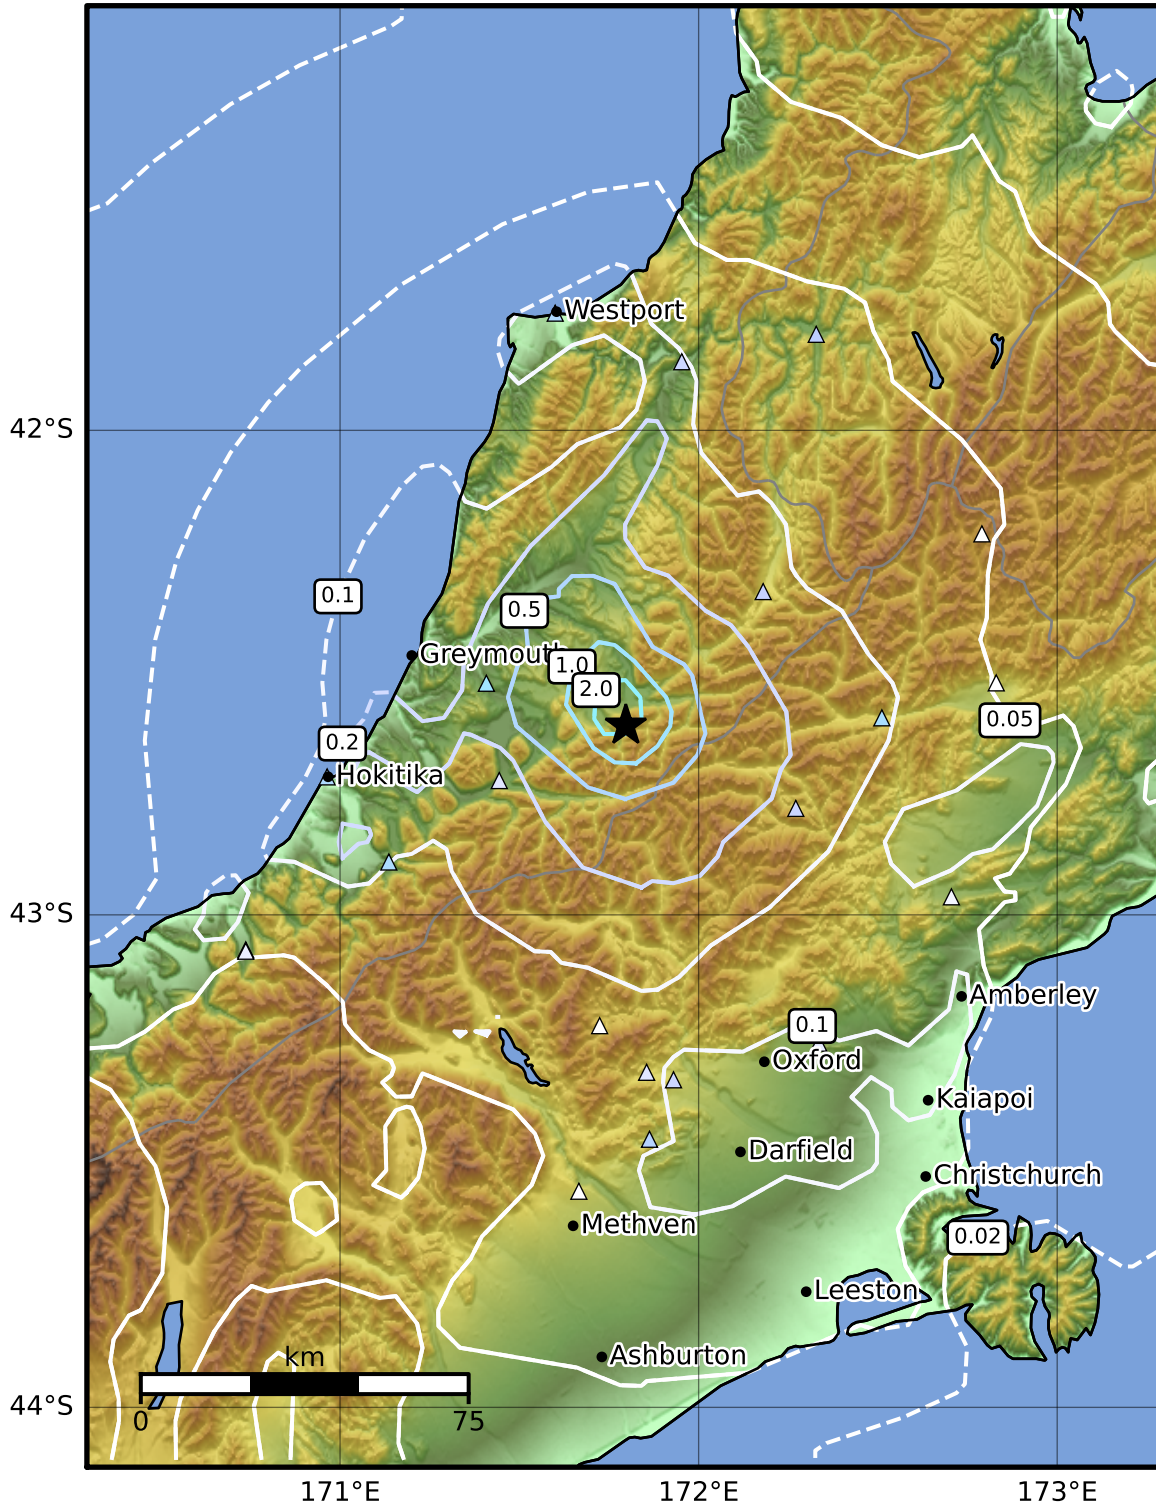 Westport
42°S
0.1
0.5
Greymouth
1.0
2.0
0.05
0.2
Hokitika
43°S
Amberley
0.1
Oxford
Kaiapoi
Darfield
Christchurch
Methven
0.02
Leeston
km
Ashburton
44°S
0
75
171°E
172°E
173°E